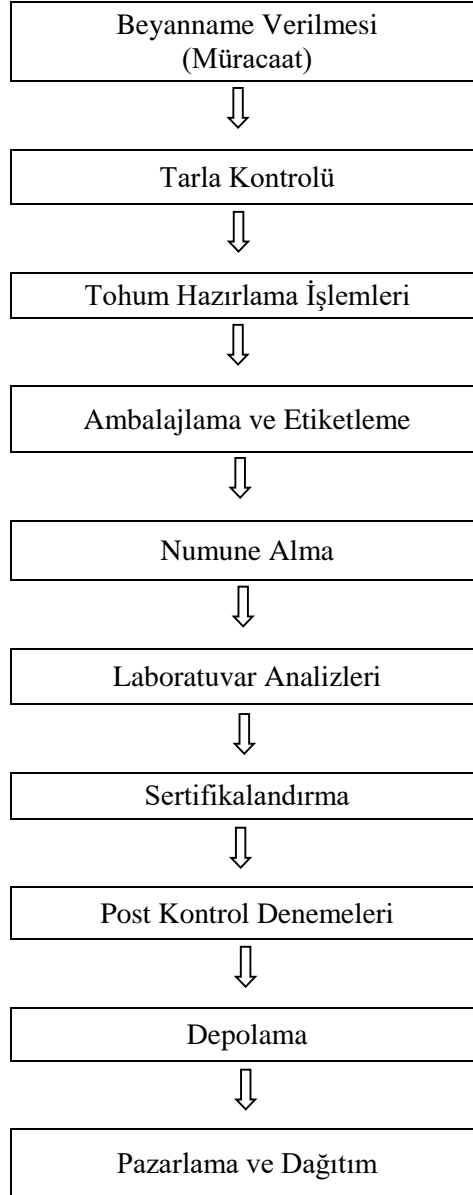 Beyanname Verilmesi
(Müracaat)
Tarla Kontrolü
Tohum Hazırlama İşlemleri
Ambalajlama ve Etiketleme
Numune Alma
Laboratuvar Analizleri
Sertifikalandırma
Post Kontrol Denemeleri
Depolama
Pazarlama ve Dağıtım